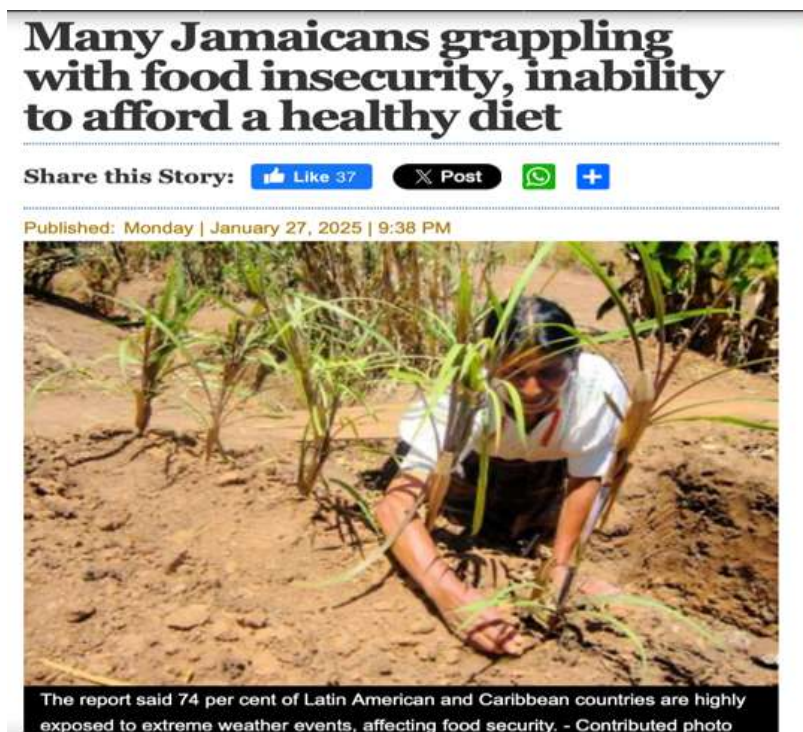 Many Jamaicans grappling
with food insecurity, inability
to afford a healthy diet
Share this Story: Like 37 X Post
Published: Monday | January 27, 2025 | 9:38 PM
The report said 74 per cent of Latin American and Caribbean countries are highly
exposed to extreme weather events, affecting food security. - Contributed photo